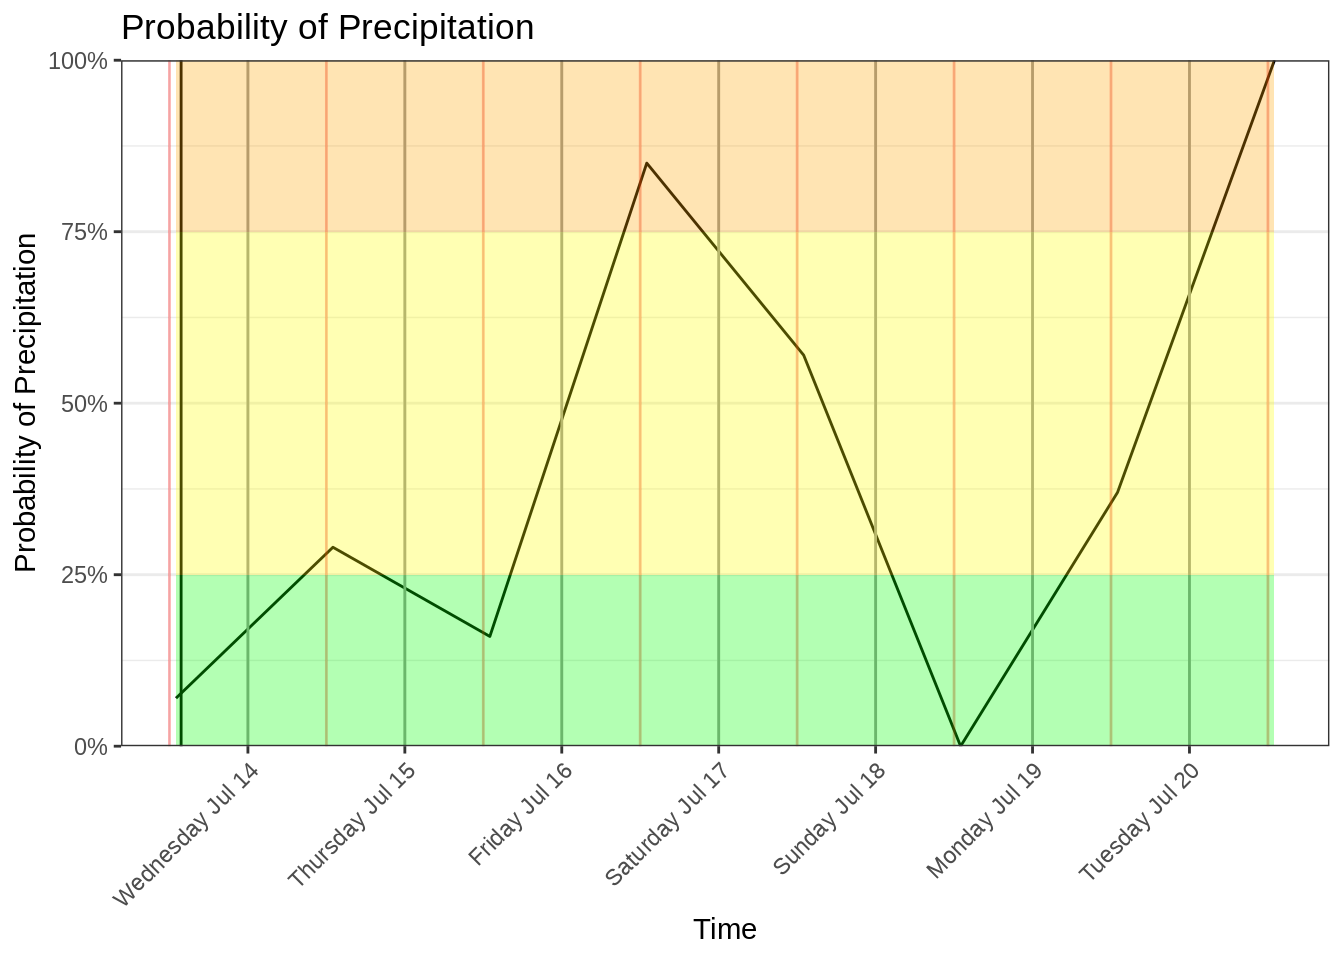 Probability of Precipitation
100%
75%
50%
25%
0%
Probability of Precipitation
Wednesday Jul 14
Thursday Jul 15
Friday Jul 16
Saturday Jul 17
Sunday Jul 18
Monday Jul 19
Tuesday Jul 20
Time